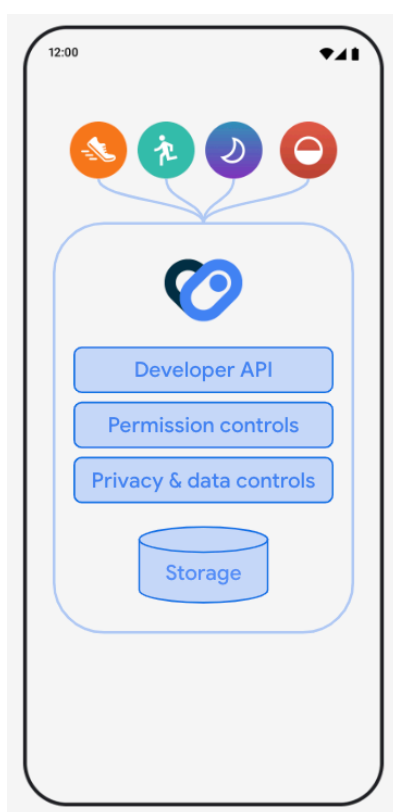 12:00
Developer API
Permission controls
Privacy & data controls
Storage